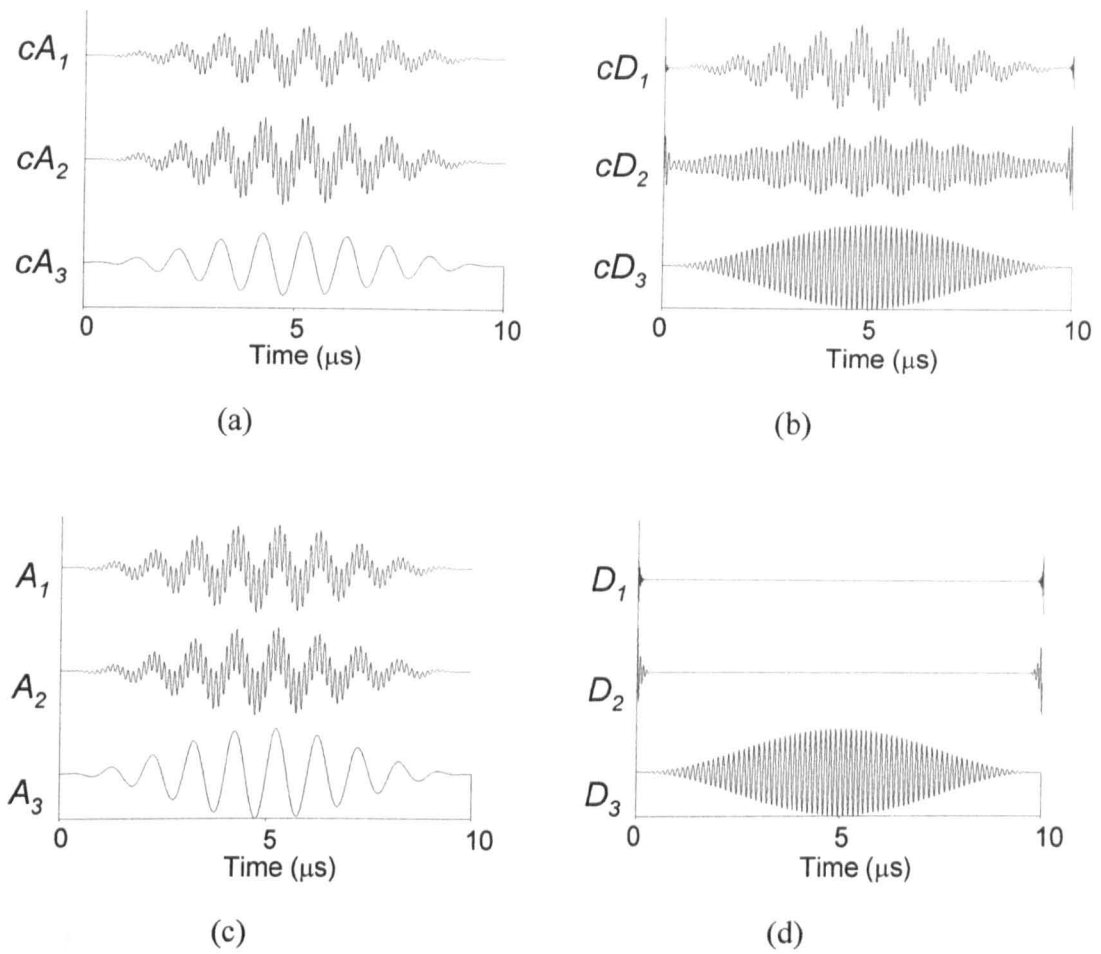 cA1
cA2
cA3
0 5 10
Time (μs)
(a)
cD1
cD2
cD3
0 5 10
Time (μs)
(b)
A1
A2
A3
0 5 10
Time (μs)
(c)
D1
D2
D3
0 5 10
Time (μs)
(d)